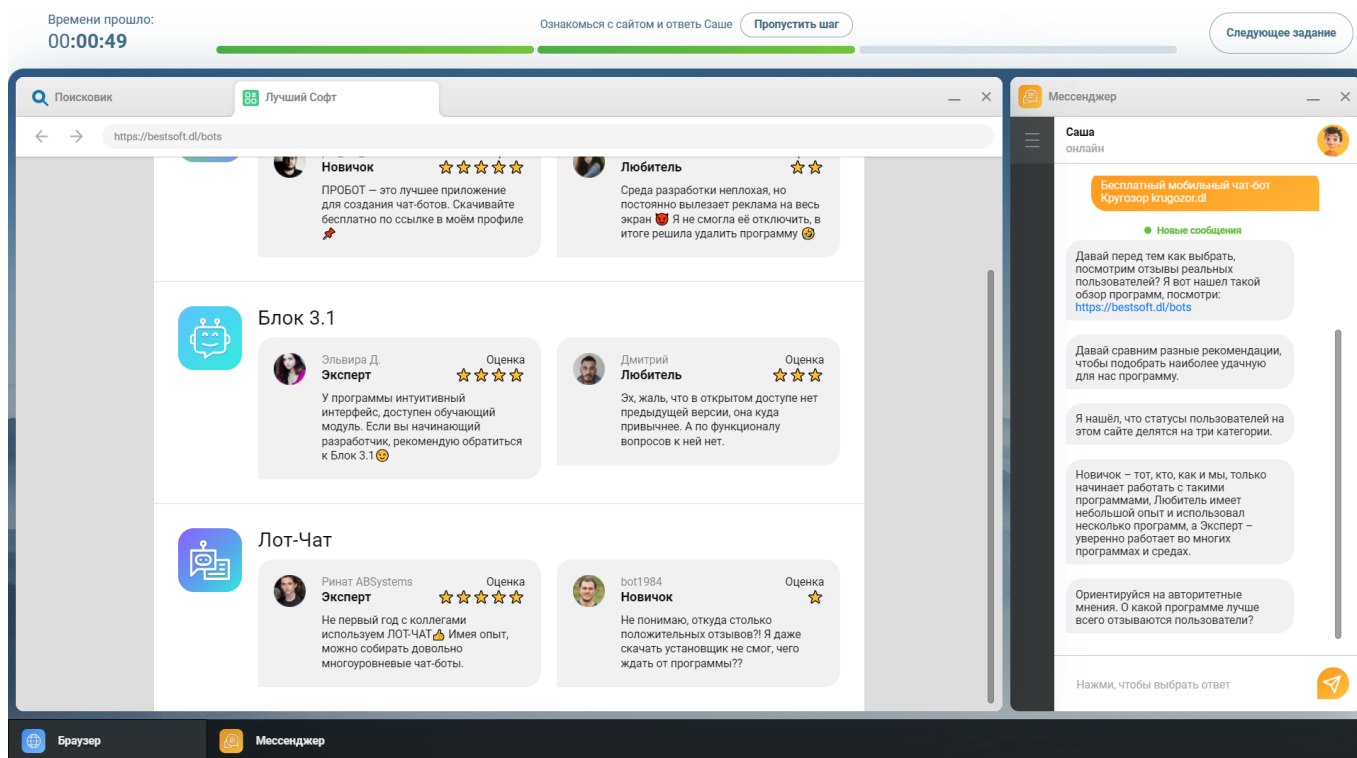 Времени прошло:
00:00:49
Ознакомься с сайтом и ответь Саше
Пропустить шаг
Следующее задание
Поисковик
Лучший Софт
https://bestsoft.dl/bots
Новичок
ПРОБОТ — это лучшее приложение
для создания чат-ботов. Скачивайте
бесплатно по ссылке в моём профиле
Любитель
Среда разработки неплохая, но
постоянно вылезает реклама на весь
экран Я не смогла её отключить, в
итоге решила удалить программу
Блок 3.1
Эльвира Д.
Оценка
Эксперт
У программы интуитивный
интерфейс, доступен обучающий
модуль. Если вы начинающий
разработчик, рекомендую обратиться
к Блок 3.1
Дмитрий
Оценка
Любитель
Эх, жаль, что в открытом доступе нет
предыдущей версии, она куда
привычнее. А по функционалу
вопросов к ней нет.
Лот-Чат
Ринат ABSystems
Оценка
Эксперт
Не первый год с коллегами
используем ЛОТ-ЧАТ Имея опыт,
можно собирать довольно
многоуровневые чат-боты.
bot1984
Оценка
Новичок
Не понимаю, откуда столько
положительных отзывов?! Я даже
скачать установщик не смог, чего
ждать от программы??
Мессенджер
Саша
онлайн
Бесплатный мобильный чат-бот
Кругозор krugozor.dl
Новые сообщения
Давай перед тем как выбрать,
посмотрим отзывы реальных
пользователей? Я вот нашел такой
обзор программ, посмотри:
https://bestsoft.dl/bots
Давай сравним разные рекомендации,
чтобы подобрать наиболее удачную
для нас программу.
Я нашёл, что статусы пользователей на
этом сайте делятся на три категории.
Новичок – тот, кто, как и мы, только
начинает работать с такими
программами, Любитель имеет
небольшой опыт и использовал
несколько программ, а Эксперт –
уверенно работает во многих
программах и средах.
Ориентируйся на авторитетные
мнения. О какой программе лучше
всего отзываются пользователи?
Нажми, чтобы выбрать ответ
Браузер
Мессенджер